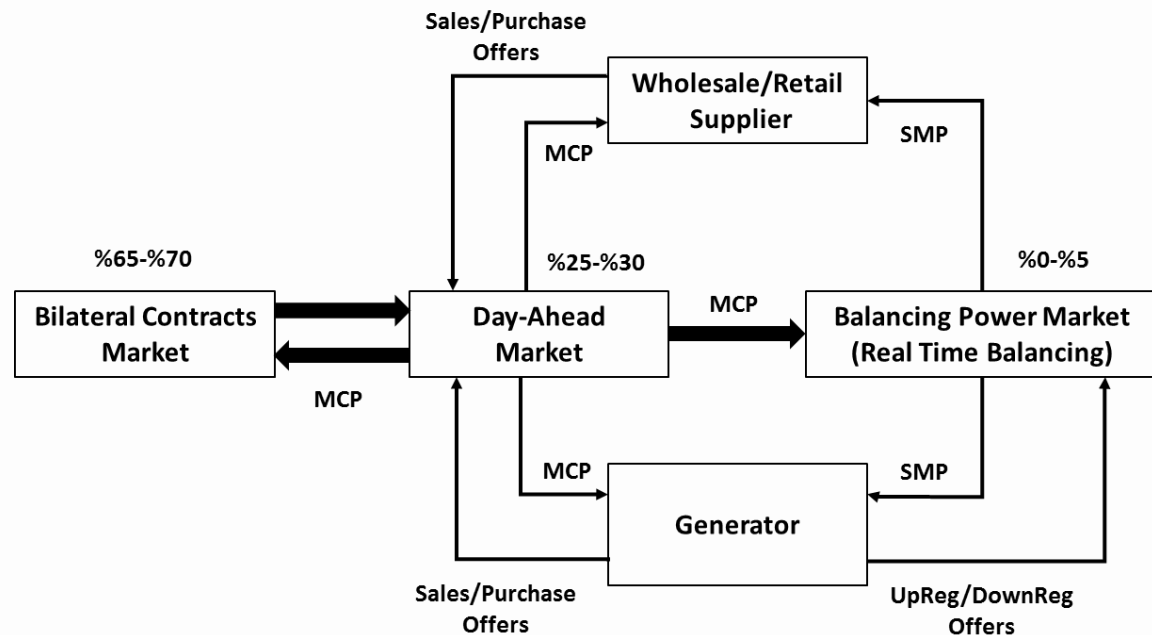 Sales/Purchase
Offers
Wholesale/Retail
Supplier
MCP
SMP
%65-%70
%25-%30
%0-%5
Bilateral Contracts
Market
Day-Ahead
Market
MCP
Balancing Power Market
(Real Time Balancing)
MCP
MCP
SMP
Generator
Sales/Purchase
Offers
UpReg/DownReg
Offers